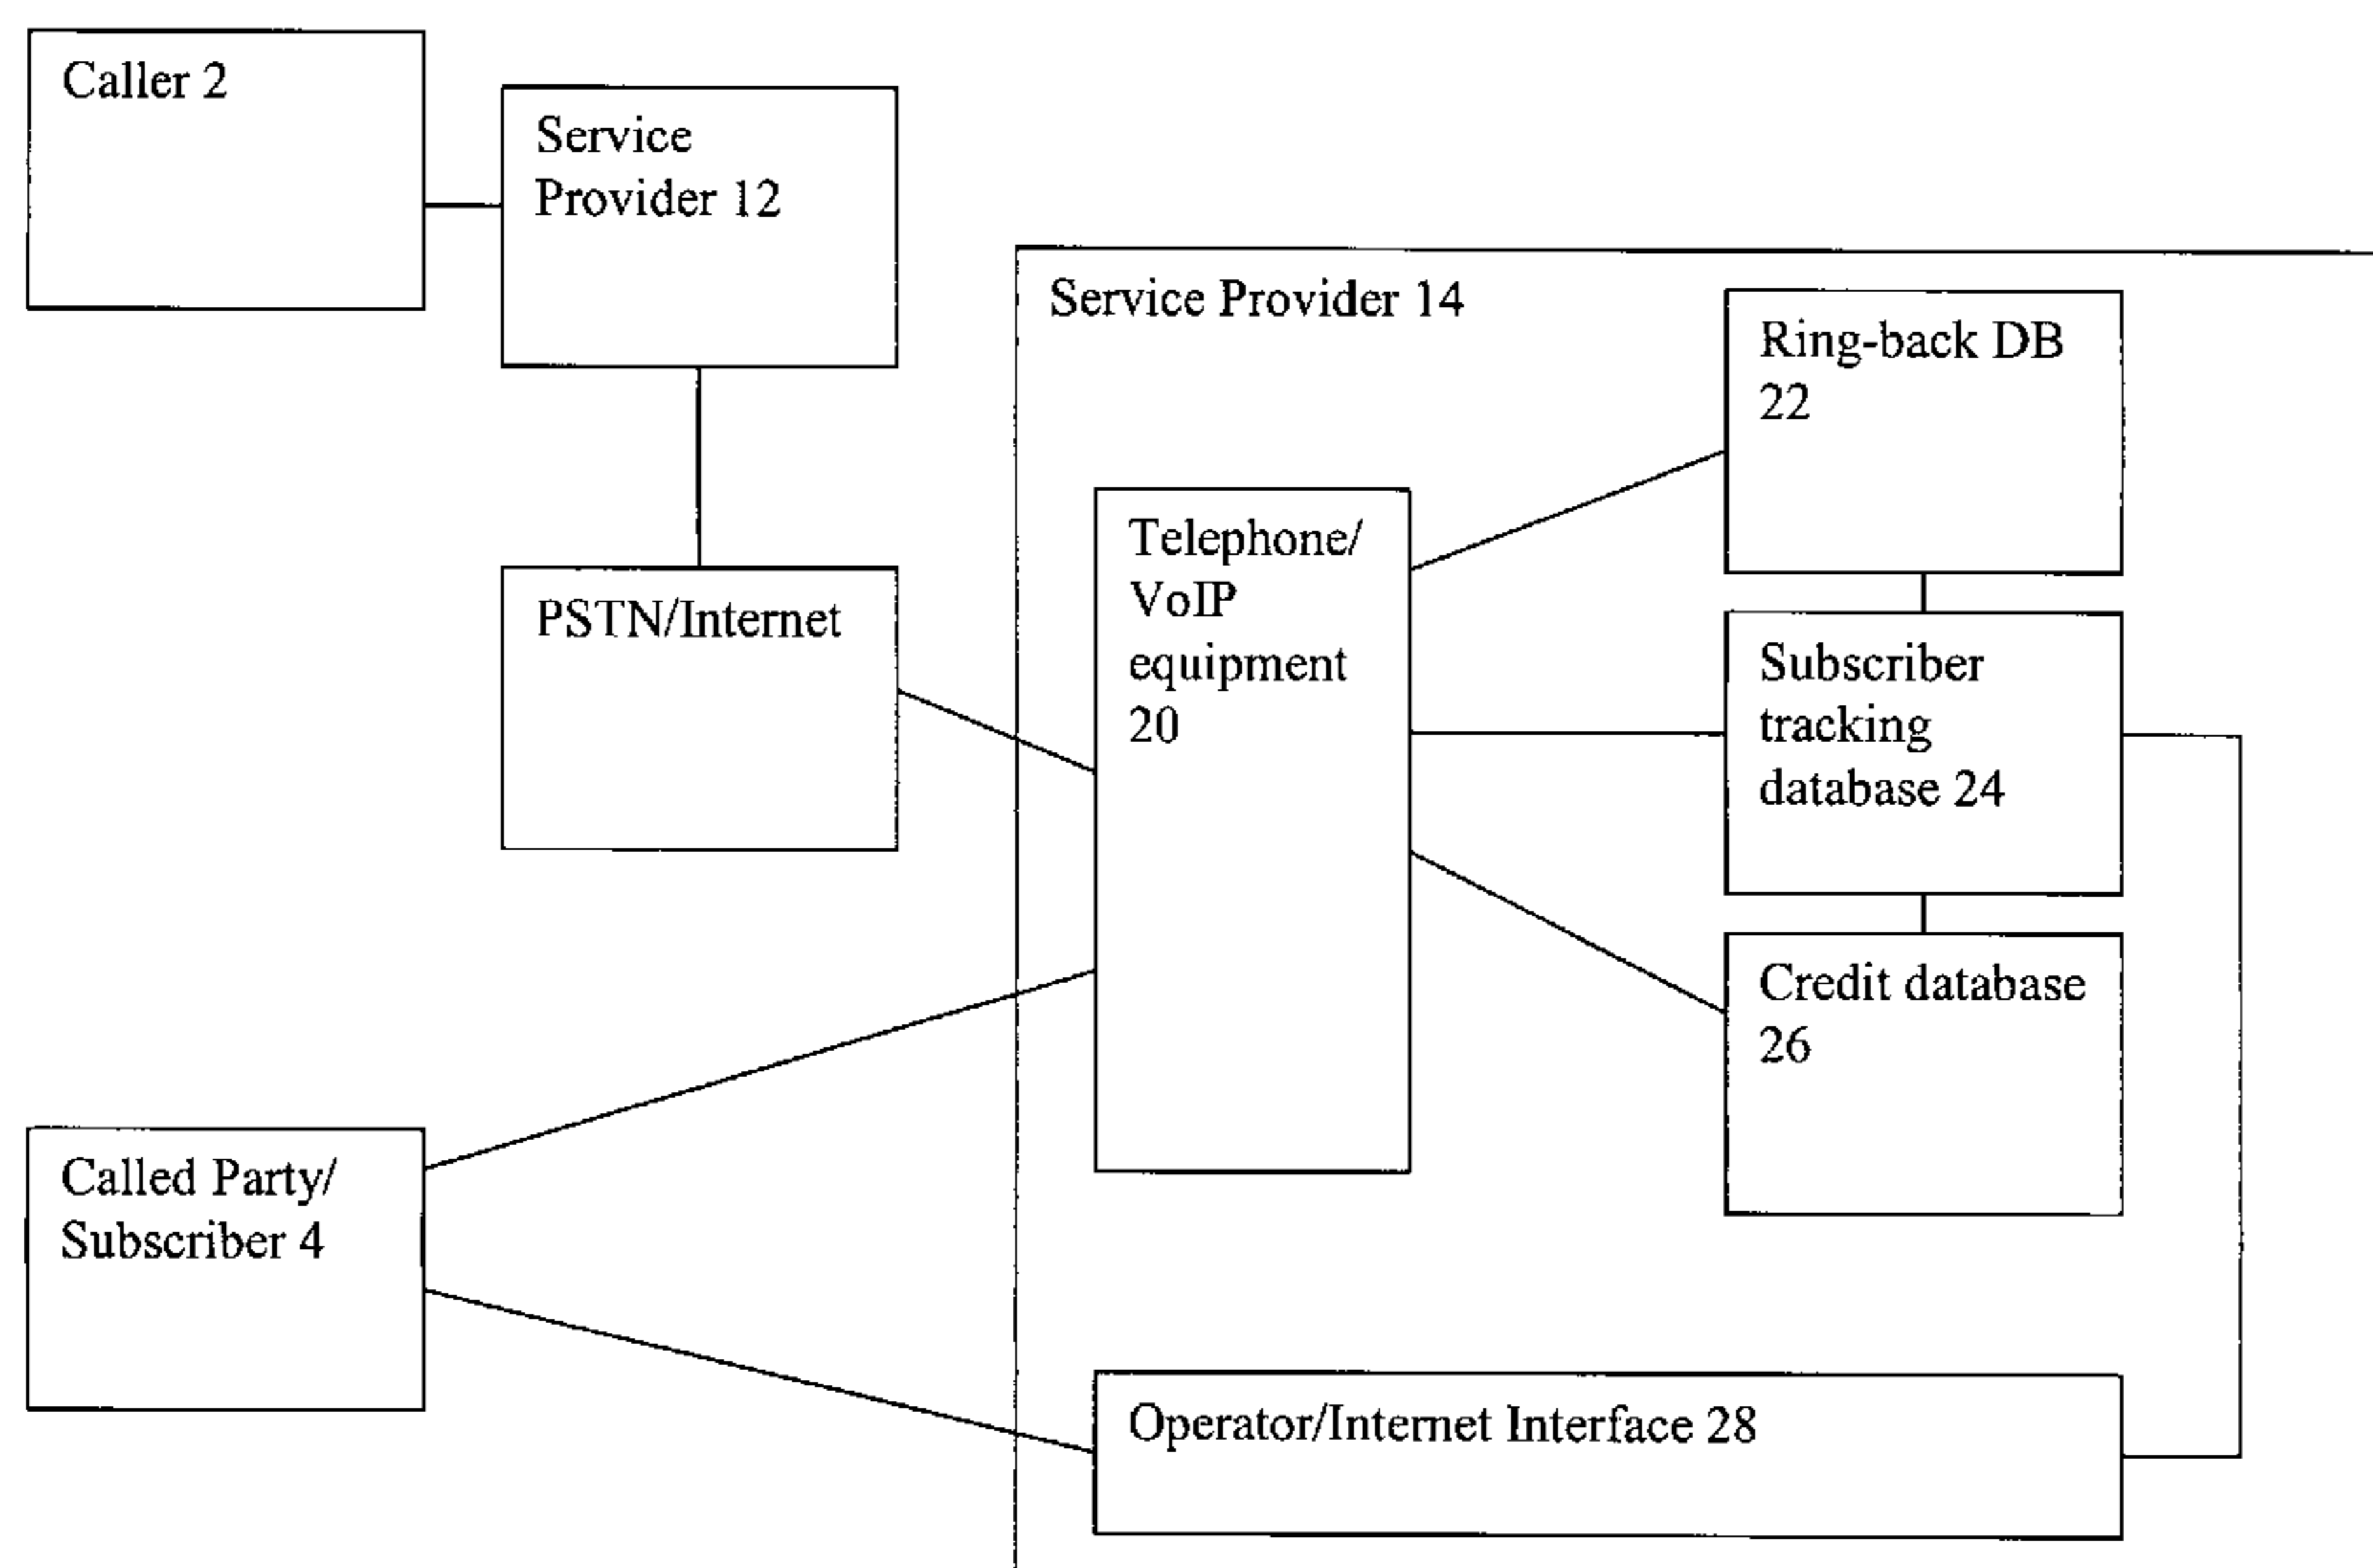 Caller 2
Service
Provider 12
Service Provider 14
Ring-back DB
22
Telephone/
VoIP
equipment
20
PSTN/Internet
Subscriber
tracking
database 24
Credit database
26
Called Party/
Subscriber 4
Operator/Internet Interface 28